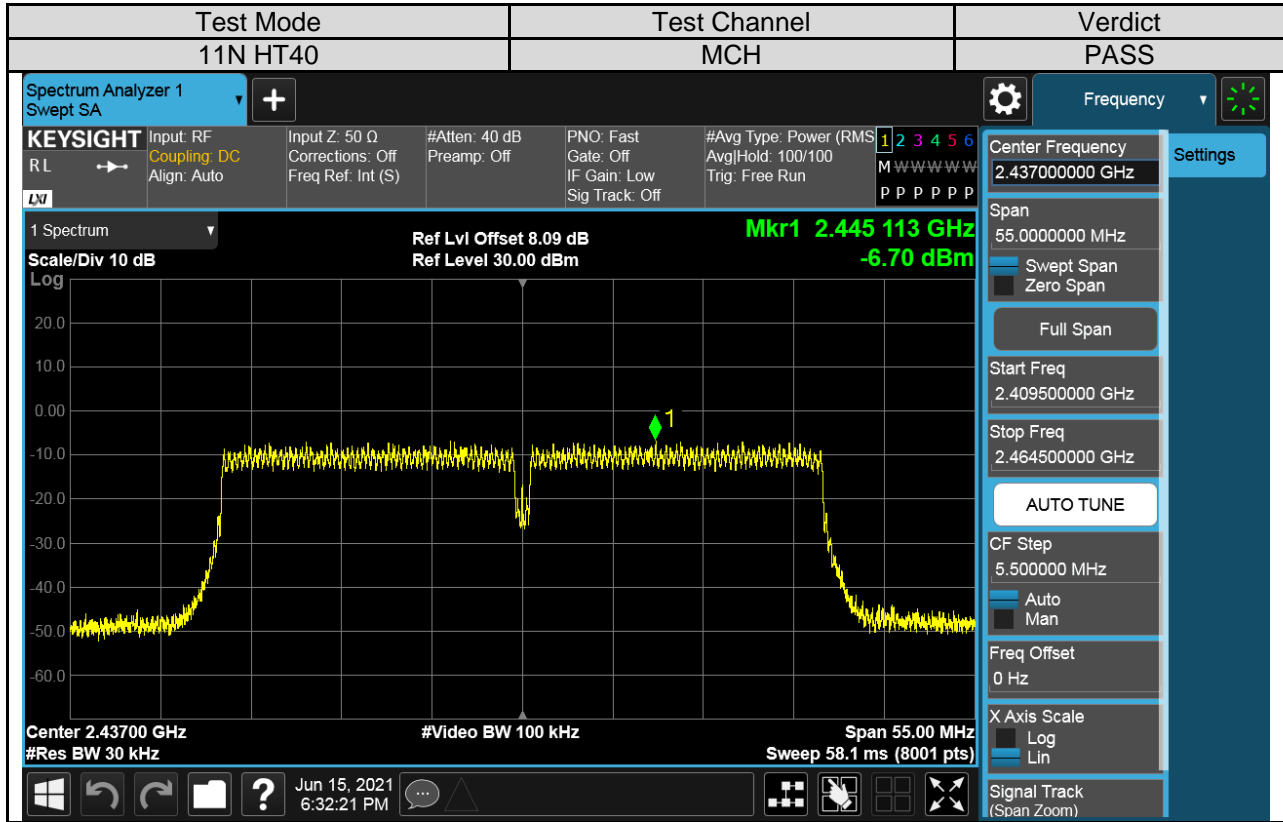 Test Mode Test Channel Verdict
11N HT40 MCH PASS
Spectrum Analyzer 1
Swept SA
Frequency
KEYSIGHT
R L
LXI
Input: RF
Coupling: DC
Align: Auto
Input Z: 50 Ω
Corrections: Off
Freq Ref: Int (S)
#Atten: 40 dB
Preamp: Off
PNO: Fast
Gate: Off
IF Gain: Low
Sig Track: Off
#Avg Type: Power (RMS
Avg|Hold: 100/100
Trig: Free Run
1 2 3 4 5 6
M W W W W W
P P P P P P
1 Spectrum
Scale/Div 10 dB
Log
Ref Lvl Offset 8.09 dB
Ref Level 30.00 dBm
Mkr1 2.445 113 GHz
-6.70 dBm
20.0
10.0
0.00
1
-10.0
-20.0
-30.0
-40.0
-50.0
-60.0
Center 2.43700 GHz
#Res BW 30 kHz
#Video BW 100 kHz
Span 55.00 MHz
Sweep 58.1 ms (8001 pts)
Center Frequency
2.437000000 GHz
Settings
Span
55.0000000 MHz
Swept Span
Zero Span
Full Span
Start Freq
2.409500000 GHz
Stop Freq
2.464500000 GHz
AUTO TUNE
CF Step
5.500000 MHz
Auto
Man
Freq Offset
0 Hz
X Axis Scale
Log
Lin
Signal Track
(Span Zoom)
?
Jun 15, 2021
6:32:21 PM